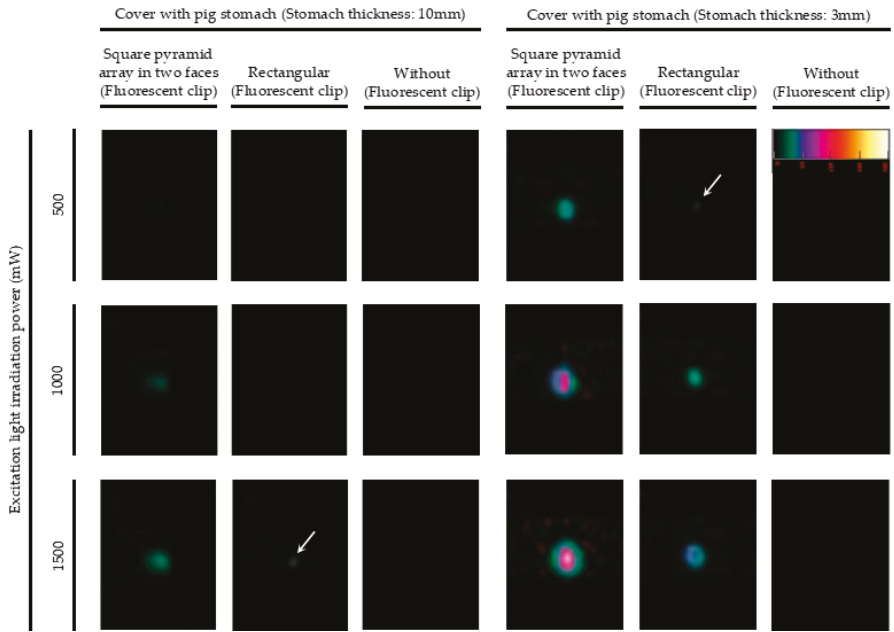 Cover with pig stomach (Stomach thickness: 10mm)
Cover with pig stomach (Stomach thickness: 3mm)
Square pyramid
array in two faces
(Fluorescent clip)
Rectangular
(Fluorescent clip)
Without
(Fluorescent clip)
Square pyramid
array in two faces
(Fluorescent clip)
Rectangular
(Fluorescent clip)
Without
(Fluorescent clip)
Excitation light irradiation power (mW)
500
1000
1500